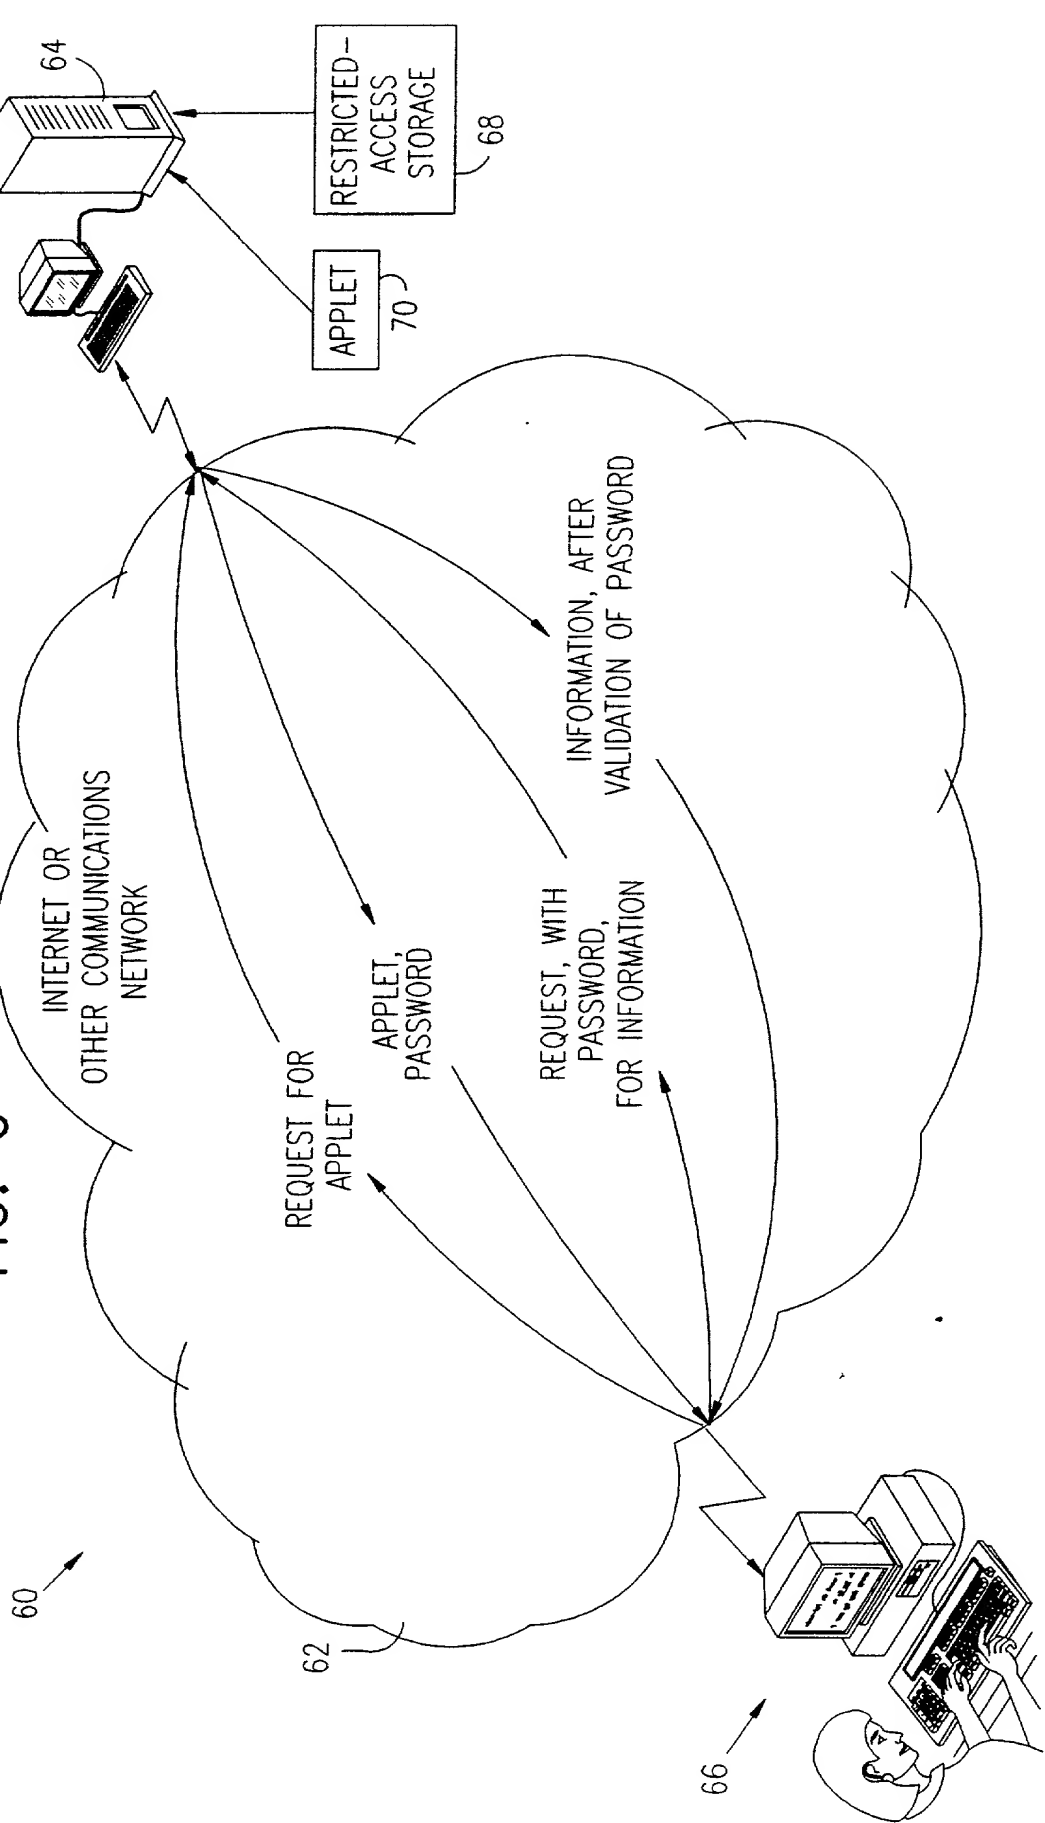 60
INTERNET OR
OTHER COMMUNICATIONS
NETWORK
64
62
REQUEST FOR
APPLET
APPLET,
PASSWORD
APPLET
70
RESTRICTED-
ACCESS
STORAGE
68
REQUEST, WITH
PASSWORD,
FOR INFORMATION
INFORMATION, AFTER
VALIDATION OF PASSWORD
66